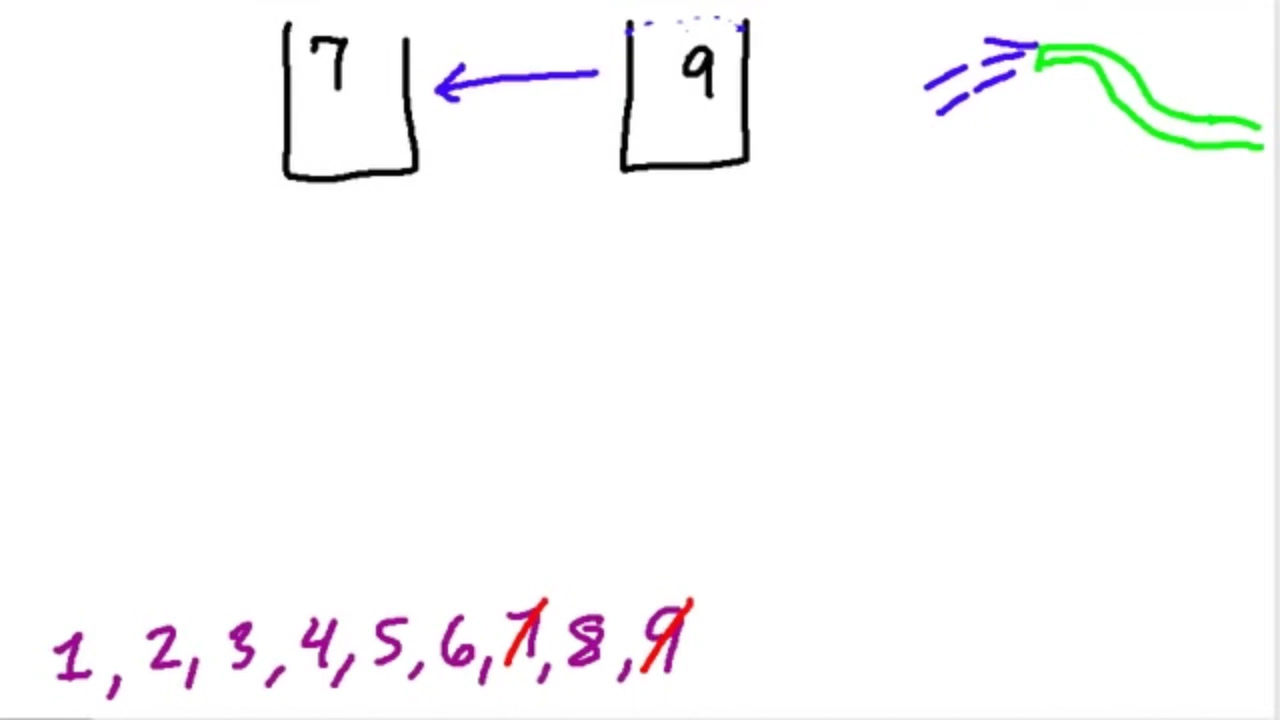 7 9
1, 2, 3, 4, 5, 6, 7, 8, 9